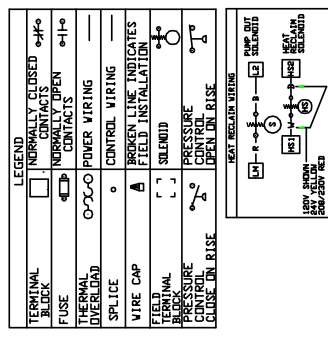 LEGEND
TERMINAL
BLOCK
NORMALLY CLOSED
CONTACTS
FUSE
NORMALLY OPEN
CONTACTS
THERMAL
OVERLOAD
POWER WIRING
SPLICE
CONTROL WIRING
WIRE CAP
BROKEN LINE INDICATES
FIELD INSTALLATION
FIELD
TERMINAL
BLOCK
SOLENOID
PRESSURE
CONTROL
CLOSE ON RISE
PRESSURE
CONTROL
OPEN ON RISE
HEAT RECLAIM WIRING
PUMP OUT
SOLENOID
LM R S B L2
HEAT
RECLAIM
SOLENOID
HS1 W HS B HS2
120V SHOWN
24V YELLOW
208/230V RED